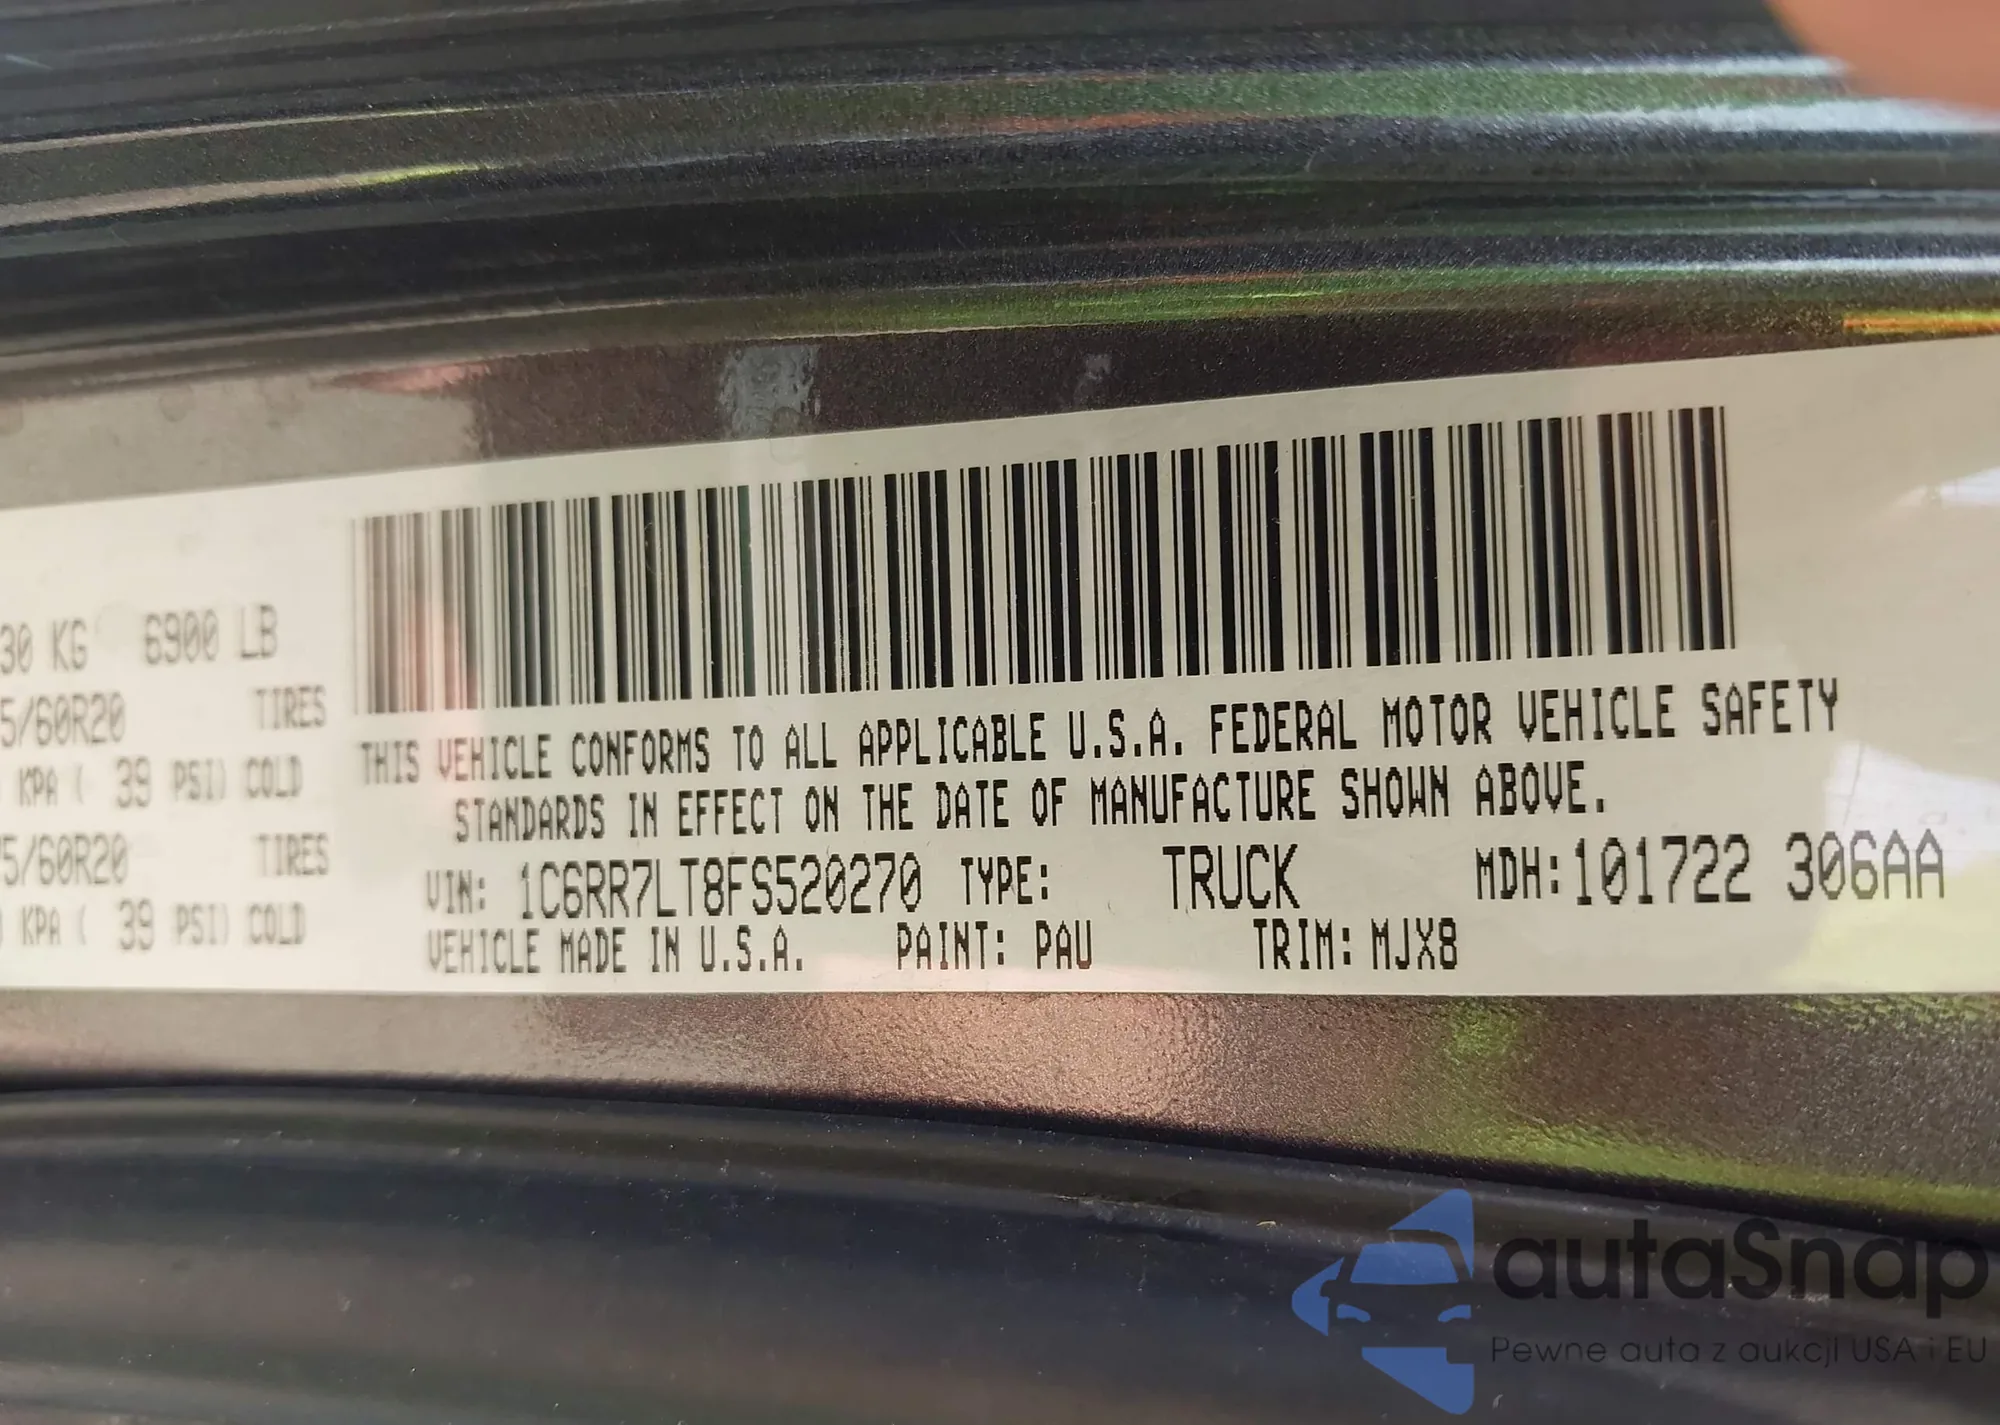 30 KG 6900 LB
5/60R20 TIRES
KPA ( 39 PSI) COLD
5/60R20 TIRES
KPA ( 39 PSI) COLD
THIS VEHICLE CONFORMS TO ALL APPLICABLE U.S.A. FEDERAL MOTOR VEHICLE SAFETY
STANDARDS IN EFFECT ON THE DATE OF MANUFACTURE SHOWN ABOVE.
VIN: 1C6RR7LT8FS520270 TYPE: TRUCK MDH:101722 306AA
VEHICLE MADE IN U.S.A. PAINT: PAU TRIM: MJX8
autaSnap
Pewne auta z aukcji USA i EU